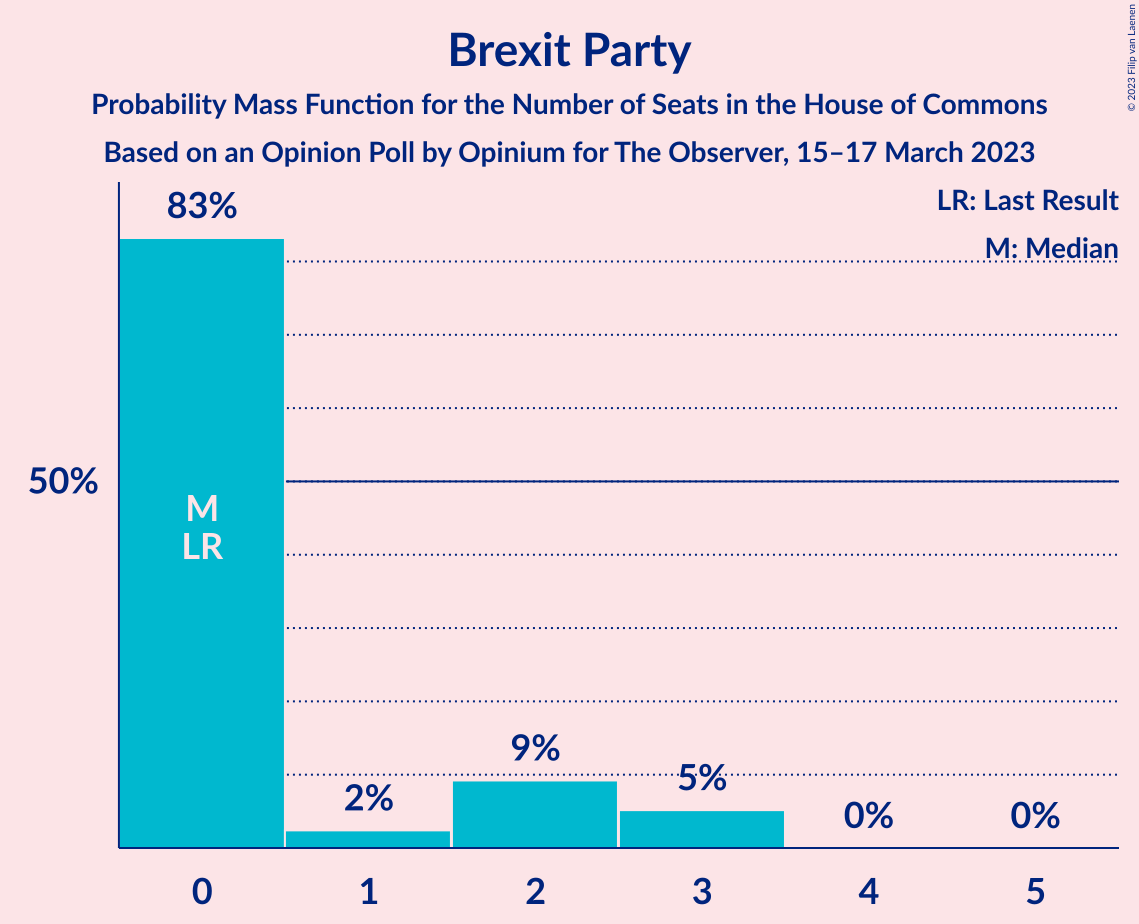 Brexit Party
Probability Mass Function for the Number of Seats in the House of Commons
Based on an Opinion Poll by Opinium for The Observer, 15–17 March 2023
© 2023 Filip van Laenen
LR: Last Result
M: Median
83%
50%
M
LR
2%
9%
5%
0%
0%
0
1
2
3
4
5